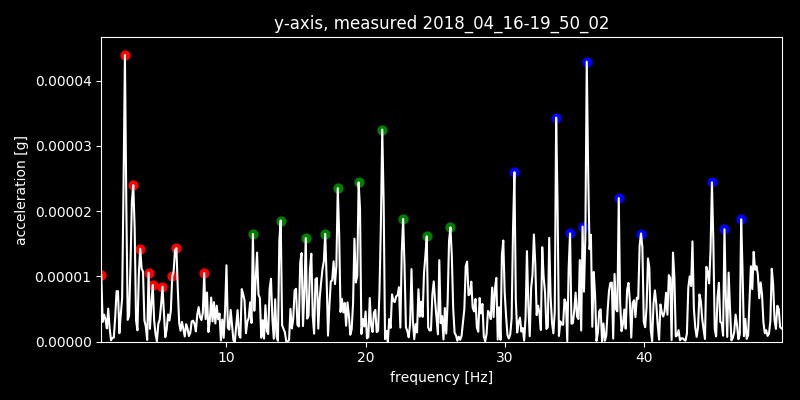 y-axis, measured 2018_04_16-19_50_02
0.00004
0.00003
0.00002
0.00001
0.00000
acceleration [g]
10 20 30 40
frequency [Hz]